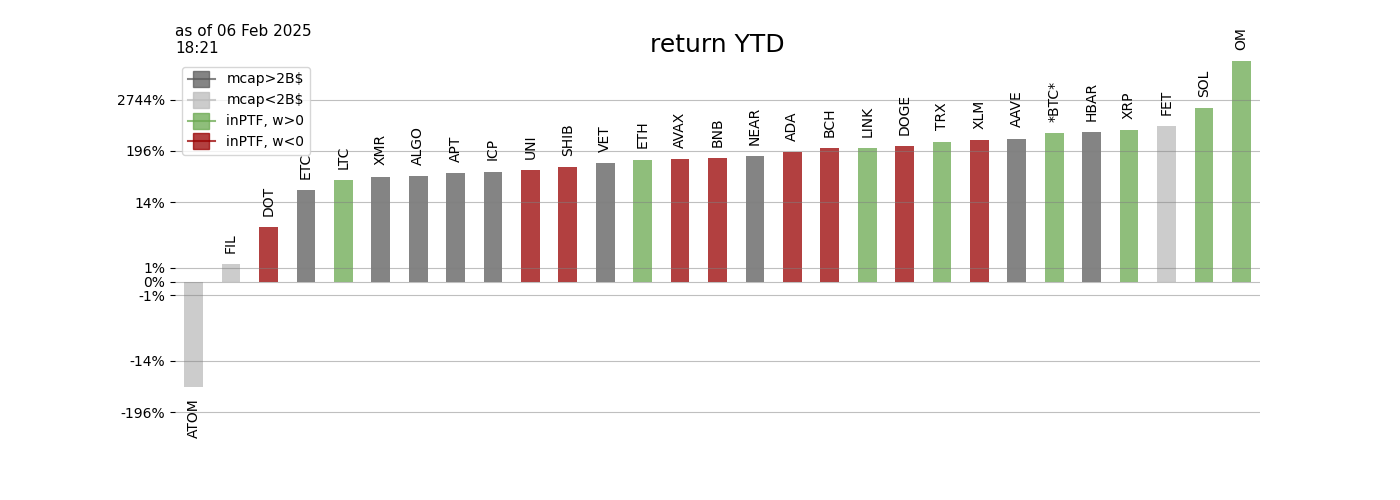 as of 06 Feb 2025
18:21
return YTD
mcap>2B$
mcap<2B$
inPTF, w>0
inPTF, w<0
2744%
196%
14%
1%
0%
-1%
-14%
-196%
ATOM
FIL
DOT
ETC
LTC
XMR
ALGO
APT
ICP
UNI
SHIB
VET
ETH
AVAX
BNB
NEAR
ADA
BCH
LINK
DOGE
TRX
XLM
AAVE
*BTC*
HBAR
XRP
FET
SOL
OM